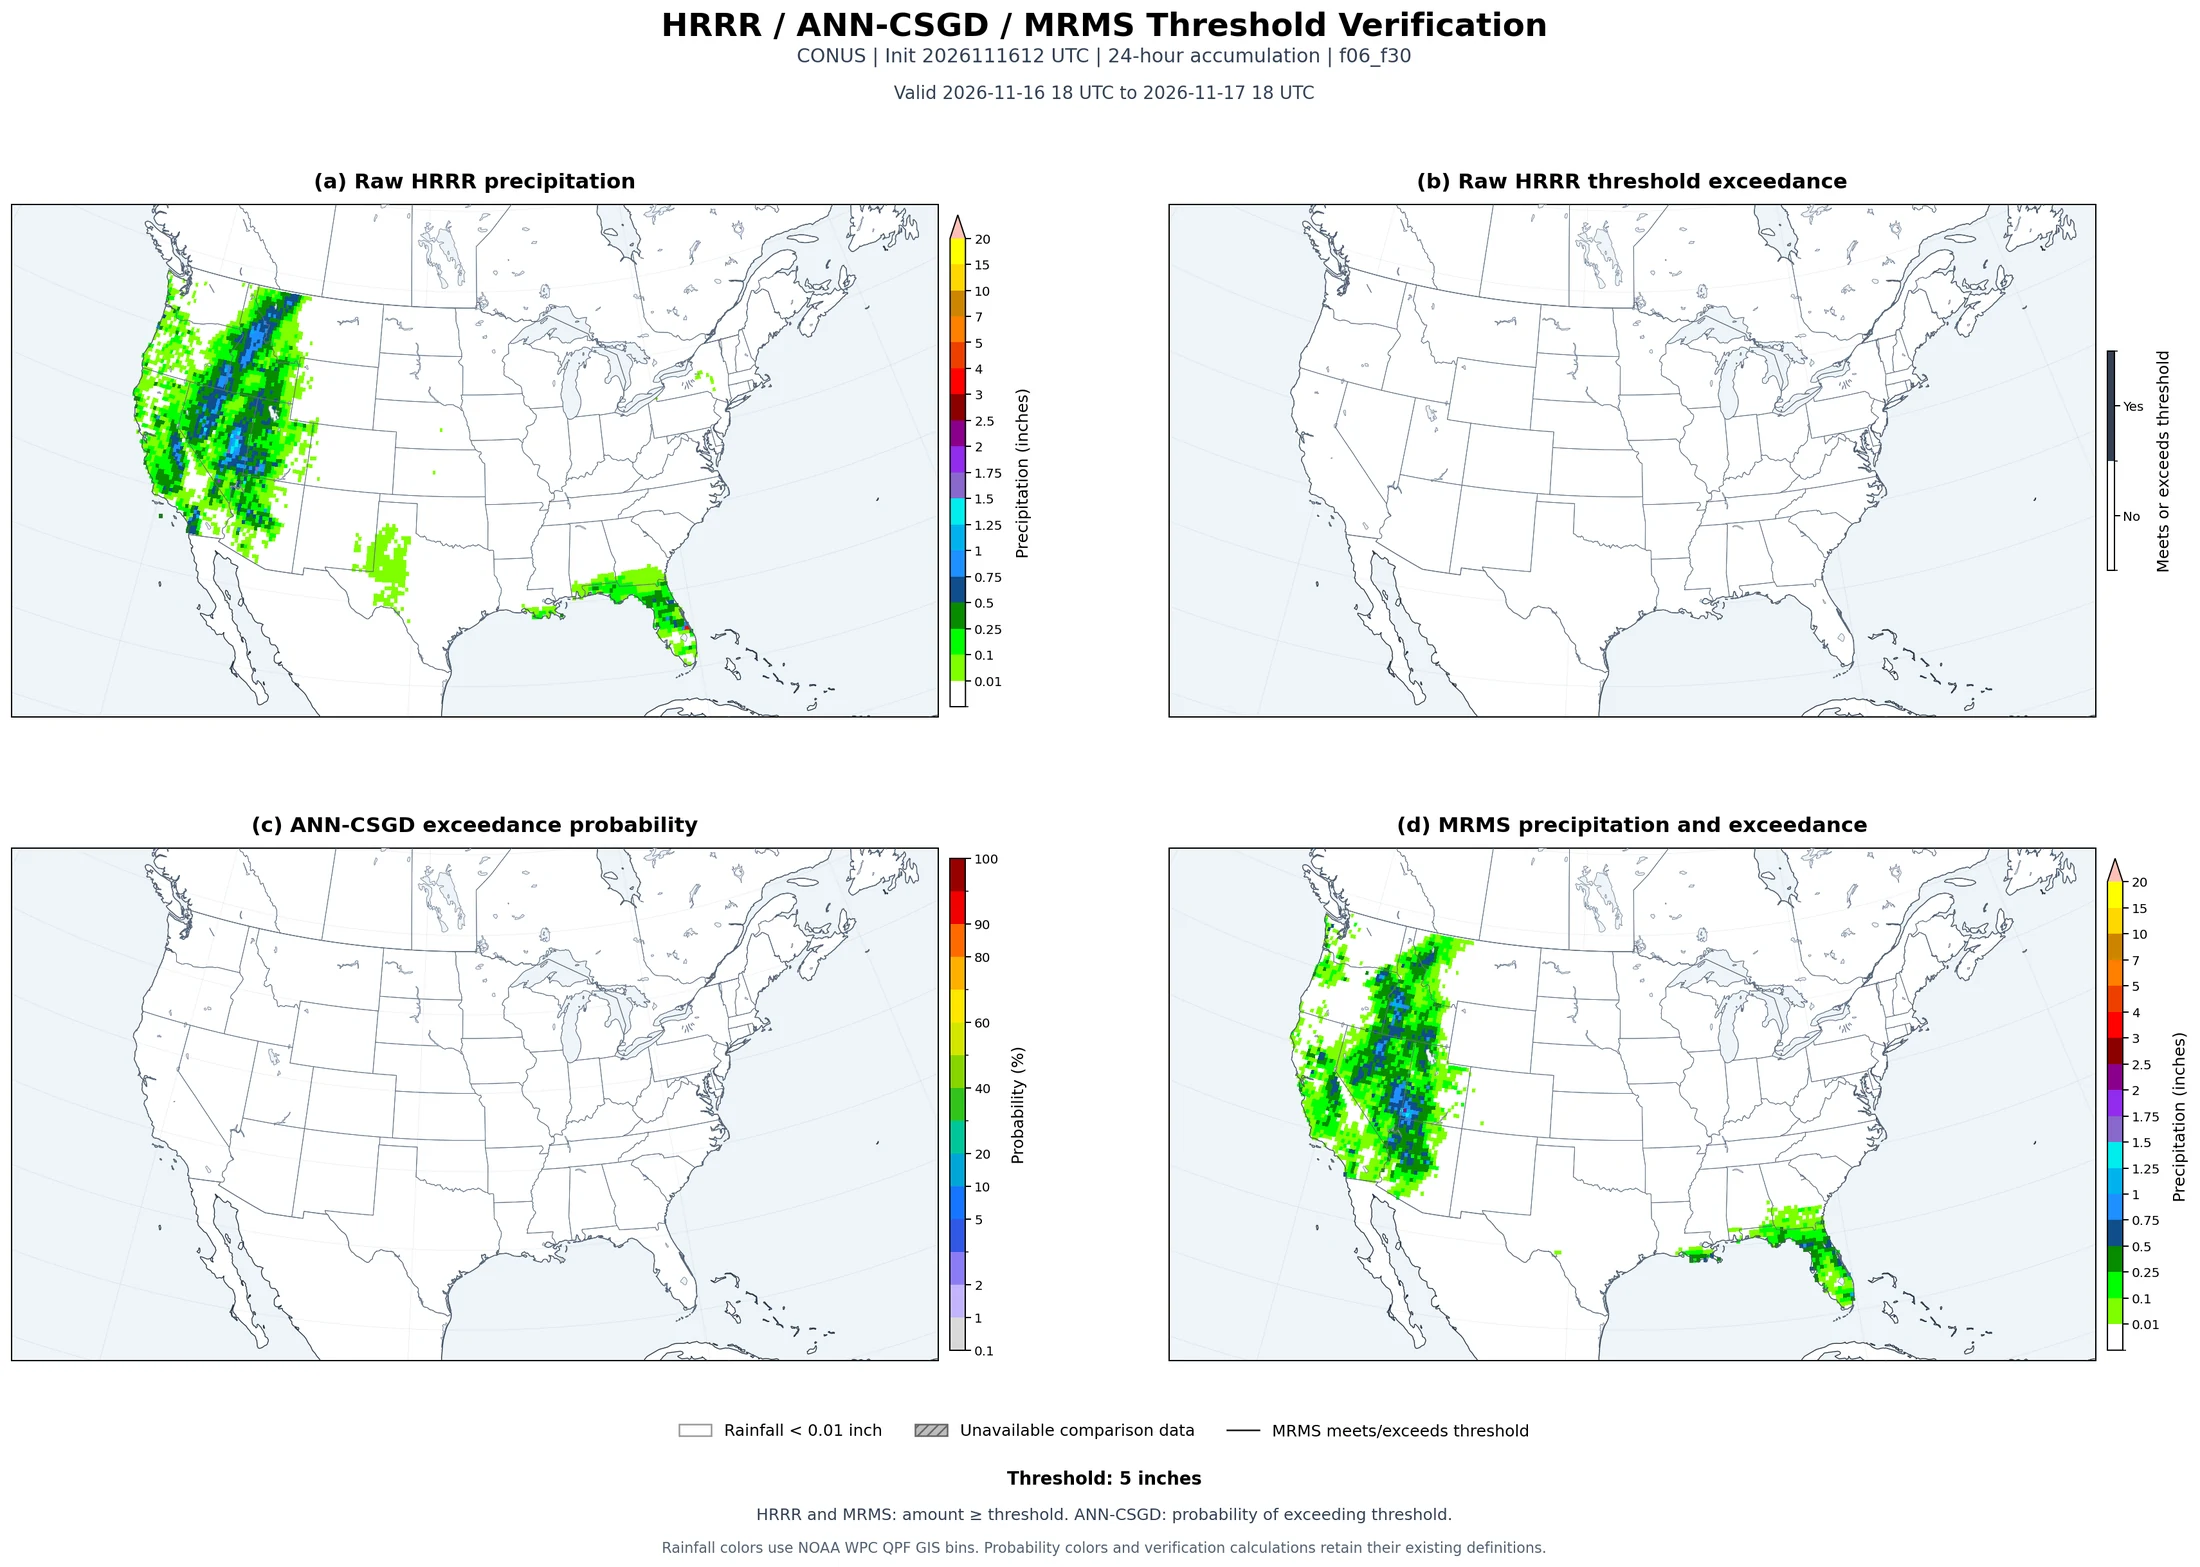 HRRR / ANN-CSGD / MRMS Threshold Verification
CONUS | Init 2026111612 UTC | 24-hour accumulation | f06_f30
Valid 2026-11-16 18 UTC to 2026-11-17 18 UTC
(a) Raw HRRR precipitation
20
15
10
7
5
4
3
2.5
2
1.75
1.5
1.25
1
0.75
0.5
0.25
0.1
0.01
Precipitation (inches)
(b) Raw HRRR threshold exceedance
Yes
No
Meets or exceeds threshold
(c) ANN-CSGD exceedance probability
100
90
80
60
40
20
10
5
2
1
0.1
Probability (%)
(d) MRMS precipitation and exceedance
20
15
10
7
5
4
3
2.5
2
1.75
1.5
1.25
1
0.75
0.5
0.25
0.1
0.01
Precipitation (inches)
Rainfall < 0.01 inch
Unavailable comparison data
MRMS meets/exceeds threshold
Threshold: 5 inches
HRRR and MRMS: amount ≥ threshold. ANN-CSGD: probability of exceeding threshold.
Rainfall colors use NOAA WPC QPF GIS bins. Probability colors and verification calculations retain their existing definitions.